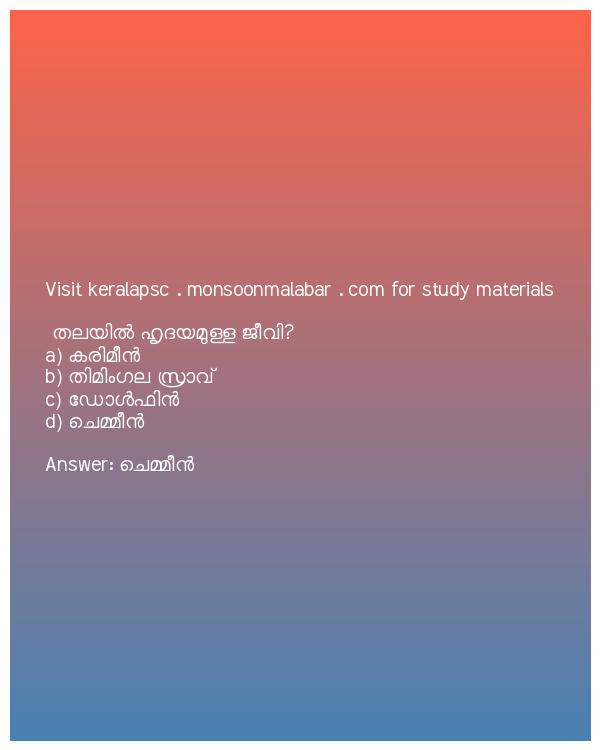 Visit keralapsc . monsoonmalabar . com for study materials
തലയിൽ ഹൃദയമുള്ള ജീവി?
a) കരിമീൻ
b) തിമിംഗല സ്രാവ്
c) ഡോൾഫിൻ
d) ചെമ്മീൻ
Answer: ചെമ്മീൻ